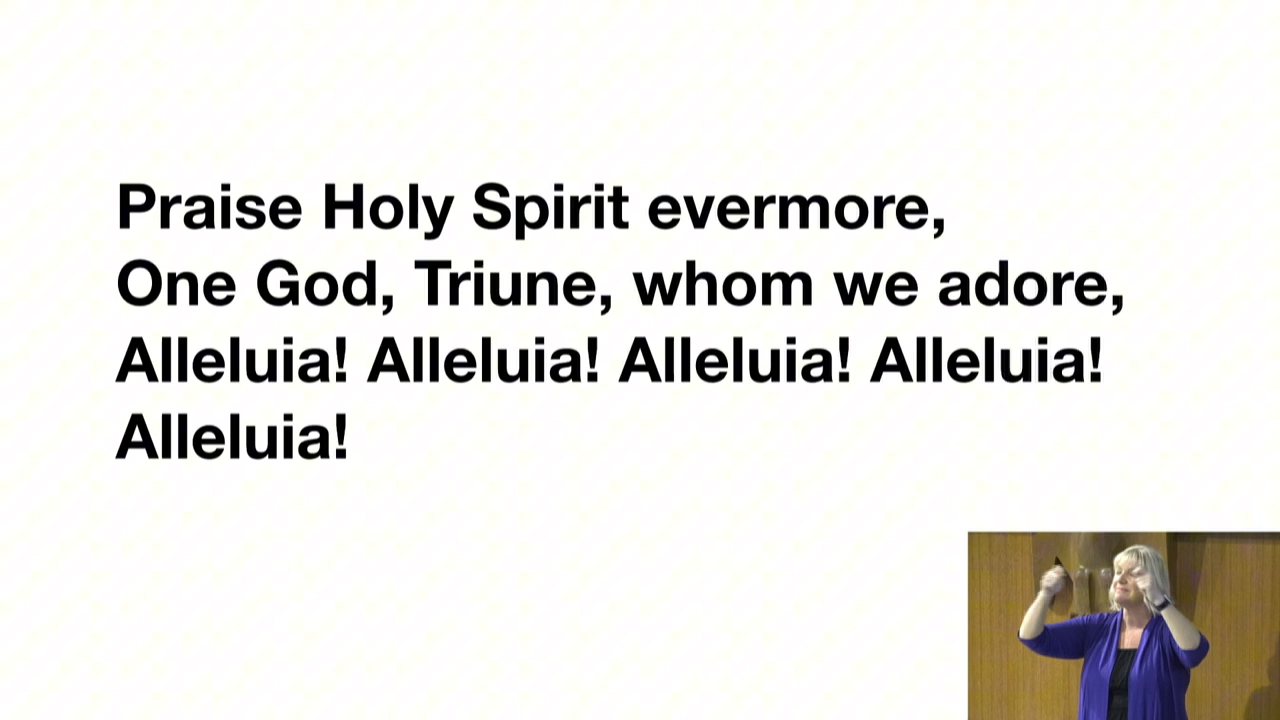 Praise Holy Spirit evermore,
One God, Triune, whom we adore,
Alleluia! Alleluia! Alleluia! Alleluia!
Alleluia!